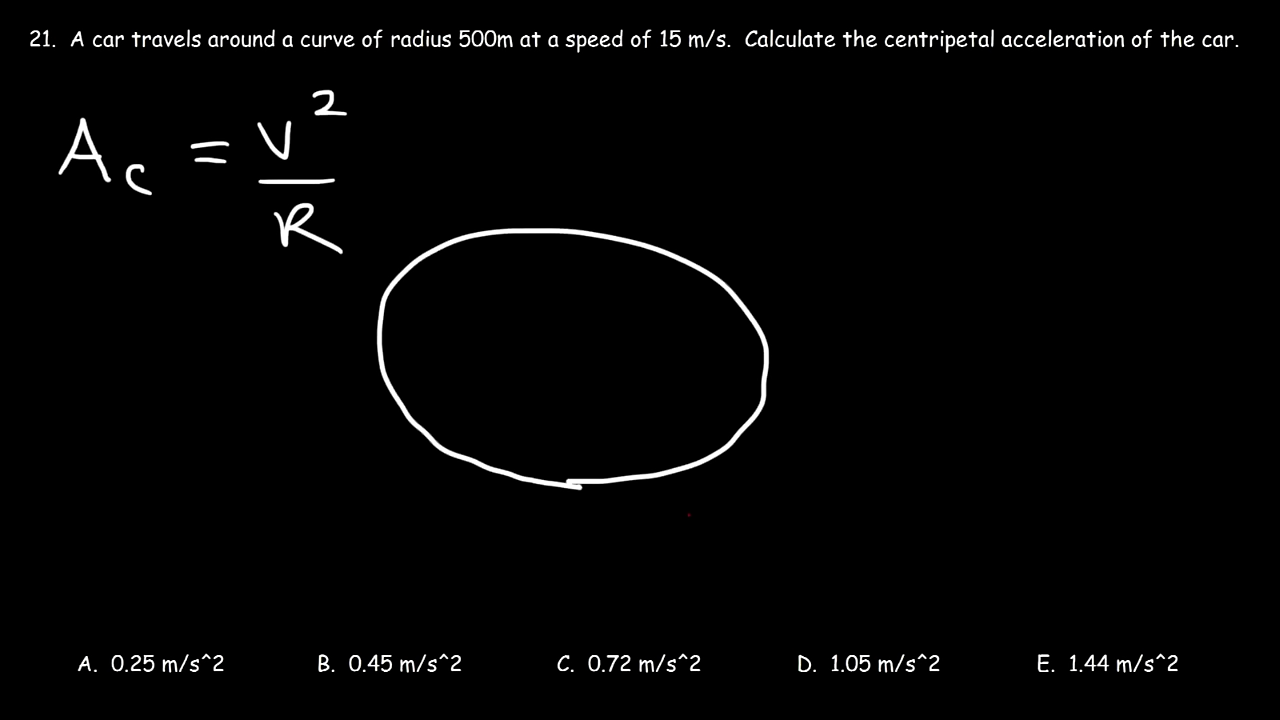 21. A car travels around a curve of radius 500m at a speed of 15 m/s. Calculate the centripetal acceleration of the car.
A_c = v^2 / R
A. 0.25 m/s^2 B. 0.45 m/s^2 C. 0.72 m/s^2 D. 1.05 m/s^2 E. 1.44 m/s^2